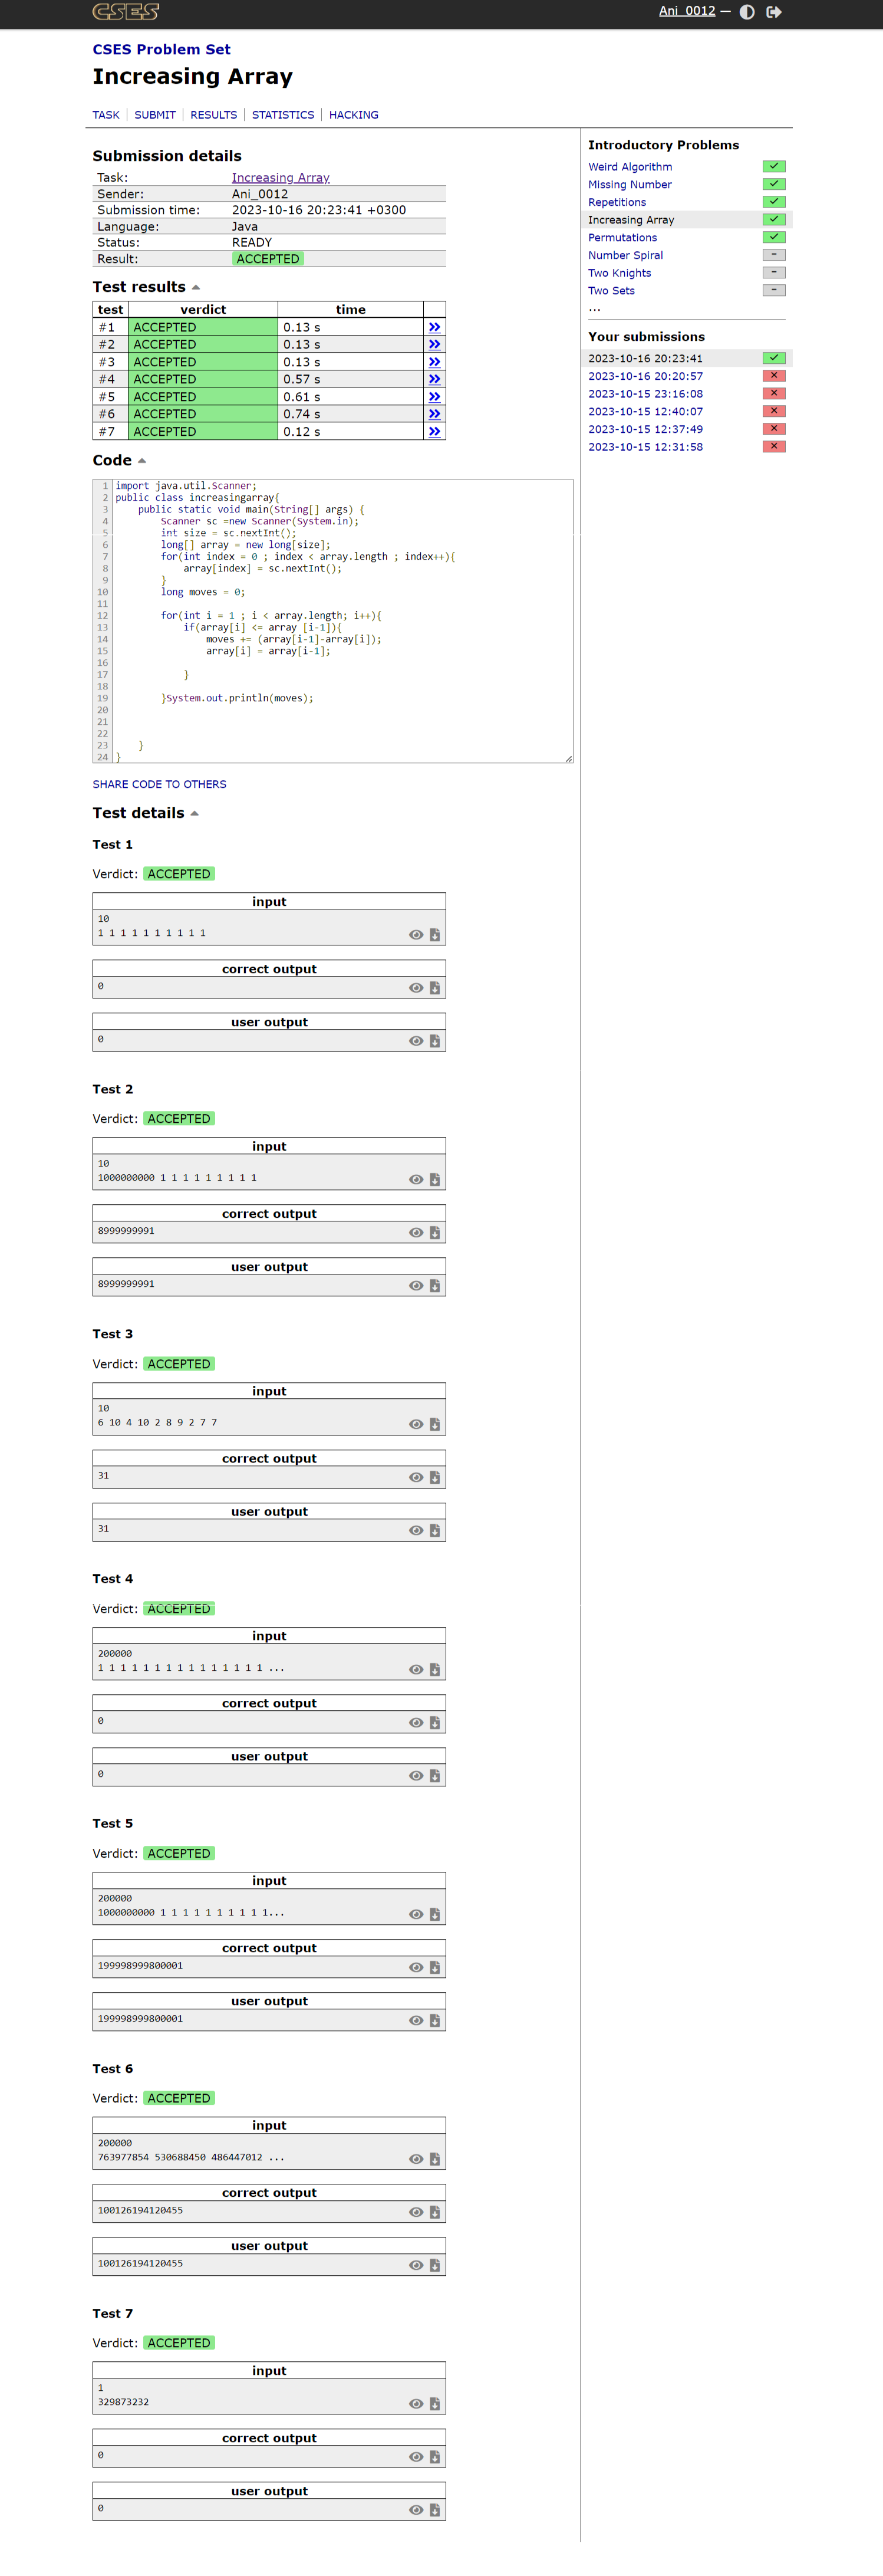 CSES
Ani_0012 —
CSES Problem Set
Increasing Array
TASK | SUBMIT | RESULTS | STATISTICS | HACKING
Submission details
Task: Increasing Array
Sender: Ani_0012
Submission time: 2023-10-16 20:23:41 +0300
Language: Java
Status: READY
Result: ACCEPTED
Test results
test verdict time
#1 ACCEPTED 0.13 s
#2 ACCEPTED 0.13 s
#3 ACCEPTED 0.13 s
#4 ACCEPTED 0.57 s
#5 ACCEPTED 0.61 s
#6 ACCEPTED 0.74 s
#7 ACCEPTED 0.12 s
Code
1 import java.util.Scanner;
2 public class increasingarray{
3     public static void main(String[] args) {
4         Scanner sc =new Scanner(System.in);
5         int size = sc.nextInt();
6         long[] array = new long[size];
7         for(int index = 0 ; index < array.length ; index++){
8             array[index] = sc.nextInt();
9         }
10         long moves = 0;
11
12         for(int i = 1 ; i < array.length; i++){
13             if(array[i] <= array [i-1]){
14                 moves += (array[i-1]-array[i]);
15                 array[i] = array[i-1];
16
17             }
18
19         }System.out.println(moves);
20
21
22
23     }
24 }
SHARE CODE TO OTHERS
Test details
Test 1
Verdict: ACCEPTED
input
10
1 1 1 1 1 1 1 1 1 1
correct output
0
user output
0
Test 2
Verdict: ACCEPTED
input
10
1000000000 1 1 1 1 1 1 1 1 1
correct output
8999999991
user output
8999999991
Test 3
Verdict: ACCEPTED
input
10
6 10 4 10 2 8 9 2 7 7
correct output
31
user output
31
Test 4
Verdict: ACCEPTED
input
200000
1 1 1 1 1 1 1 1 1 1 1 1 1 1 1 ...
correct output
0
user output
0
Test 5
Verdict: ACCEPTED
input
200000
1000000000 1 1 1 1 1 1 1 1 1 1...
correct output
199998999800001
user output
199998999800001
Test 6
Verdict: ACCEPTED
input
200000
763977854 530688450 486447012 ...
correct output
100126194120455
user output
100126194120455
Test 7
Verdict: ACCEPTED
input
1
329873232
correct output
0
user output
0
Introductory Problems
Weird Algorithm
Missing Number
Repetitions
Increasing Array
Permutations
Number Spiral –
Two Knights –
Two Sets –
...
Your submissions
2023-10-16 20:23:41
2023-10-16 20:20:57
2023-10-15 23:16:08
2023-10-15 12:40:07
2023-10-15 12:37:49
2023-10-15 12:31:58